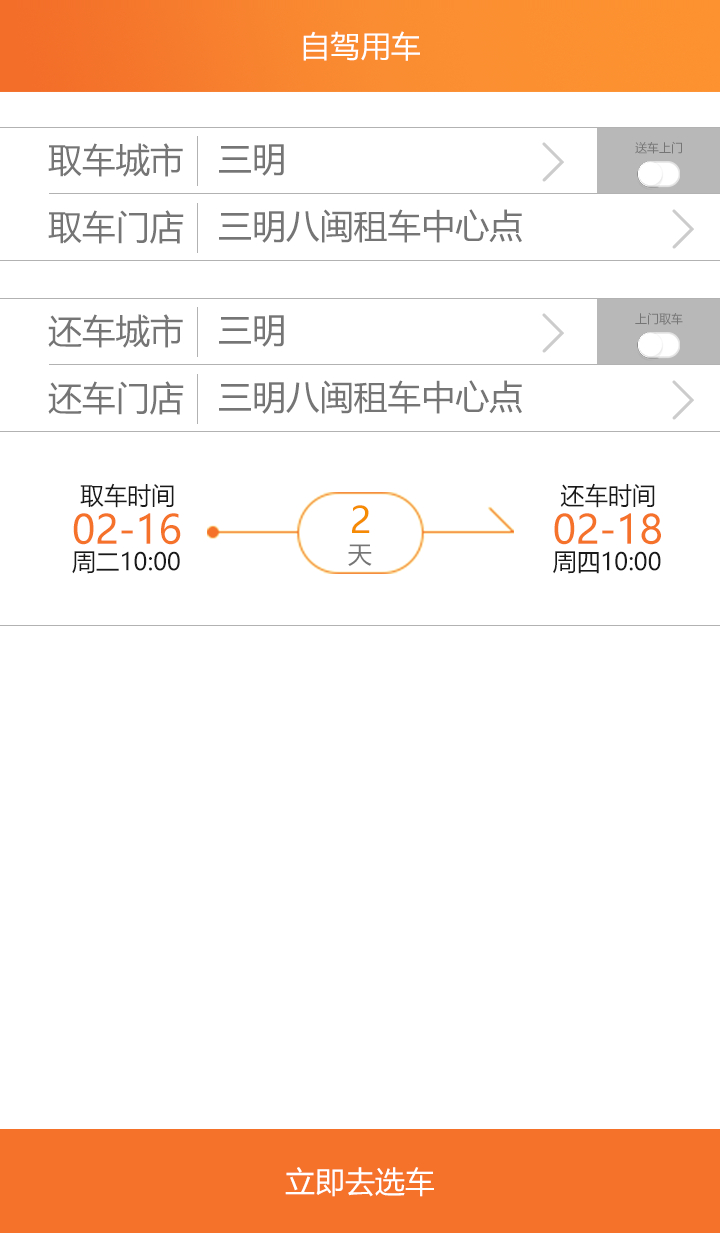 自驾用车
取车城市 三明
送车上门
取车门店 三明八闽租车中心点
还车城市 三明
上门取车
还车门店 三明八闽租车中心点
取车时间
02-16
周二10:00
2
天
还车时间
02-18
周四10:00
立即去选车